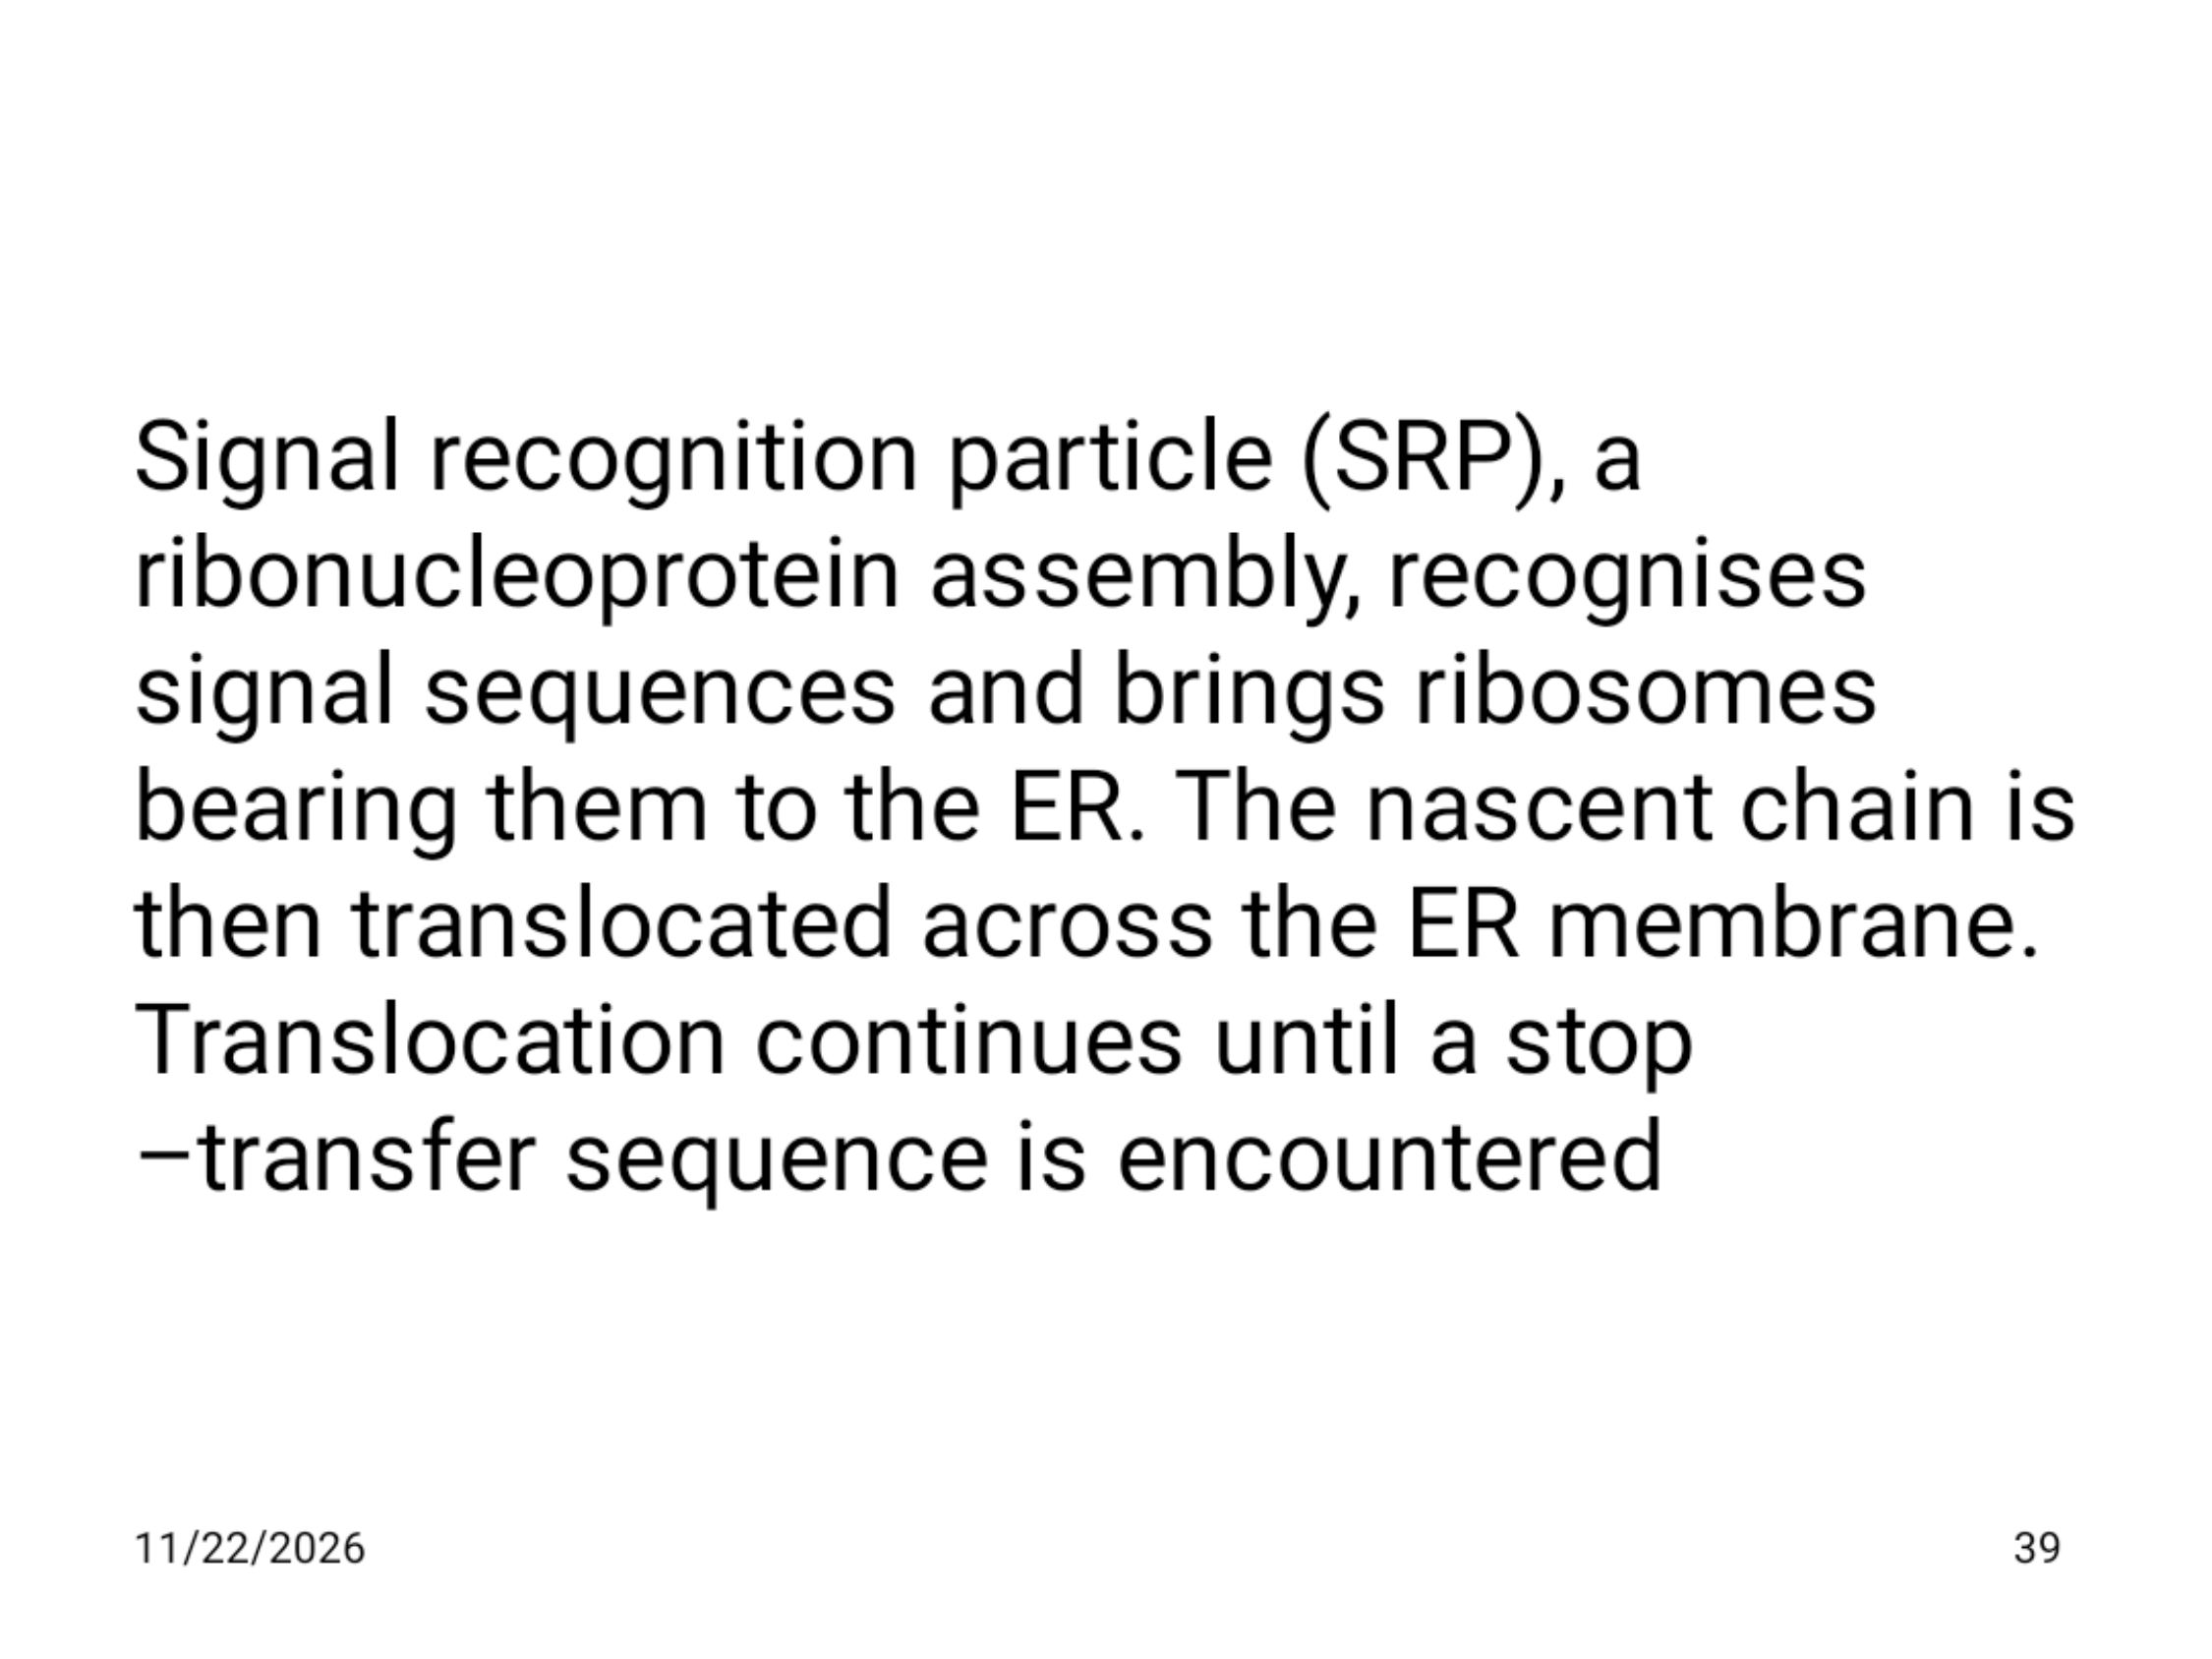 Signal recognition particle (SRP), a
ribonucleoprotein assembly, recognises
signal sequences and brings ribosomes
bearing them to the ER. The nascent chain is
then translocated across the ER membrane.
Translocation continues until a stop
–transfer sequence is encountered
11/22/2026
39